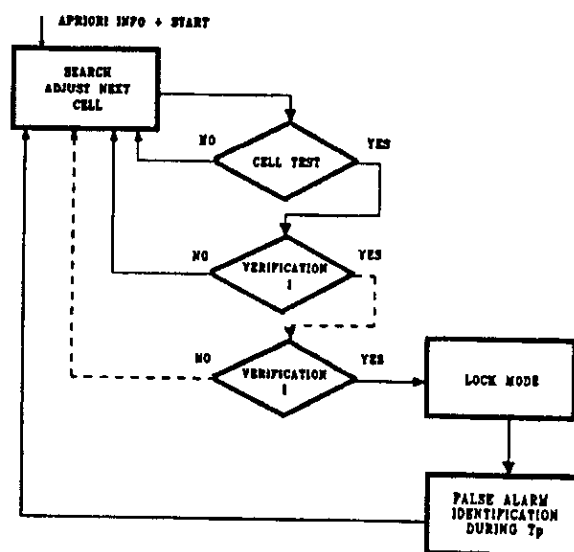 APRIORI INFO + START
SEARCH
ADJUST NEXT
CELL
NO
YES
CELL TEST
NO
YES
VERIFICATION
1
NO
YES
VERIFICATION
LOCK MODE
FALSE ALARM
IDENTIFICATION
DURING Tp